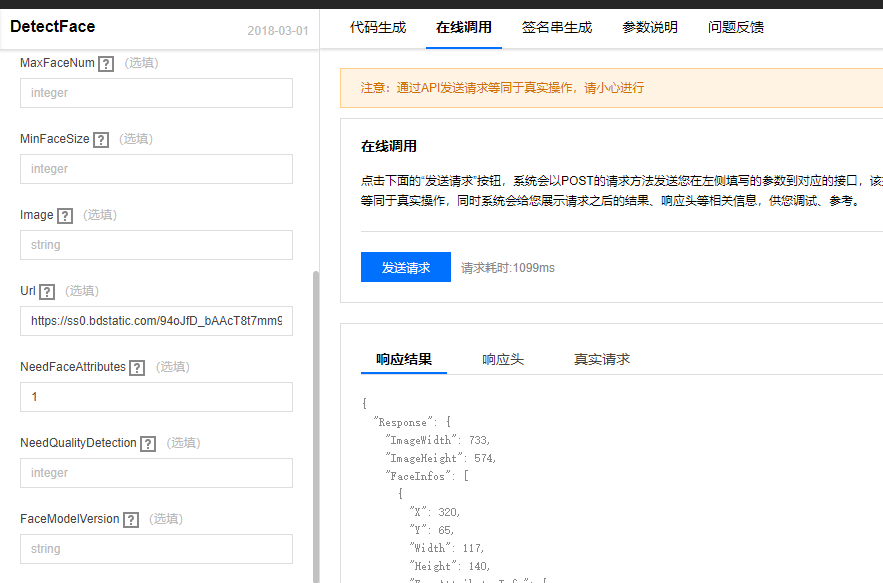 DetectFace
2018-03-01
MaxFaceNum ? (选填)
integer
MinFaceSize ? (选填)
integer
Image ? (选填)
string
Url ? (选填)
https://ss0.bdstatic.com/94oJfD_bAAcT8t7mm9
NeedFaceAttributes ? (选填)
1
NeedQualityDetection ? (选填)
integer
FaceModelVersion ? (选填)
string
代码生成 在线调用 签名串生成 参数说明 问题反馈
注意：通过API发送请求等同于真实操作，请小心进行
在线调用
点击下面的“发送请求”按钮，系统会以POST的请求方法发送您在左侧填写的参数到对应的接口，该
等同于真实操作，同时系统会给您展示请求之后的结果、响应头等相关信息，供您调试、参考。
发送请求 请求耗时:1099ms
响应结果 响应头 真实请求
{
"Response": {
"ImageWidth": 733,
"ImageHeight": 574,
"FaceInfos": [
{
"X": 320,
"Y": 65,
"Width": 117,
"Height": 140,